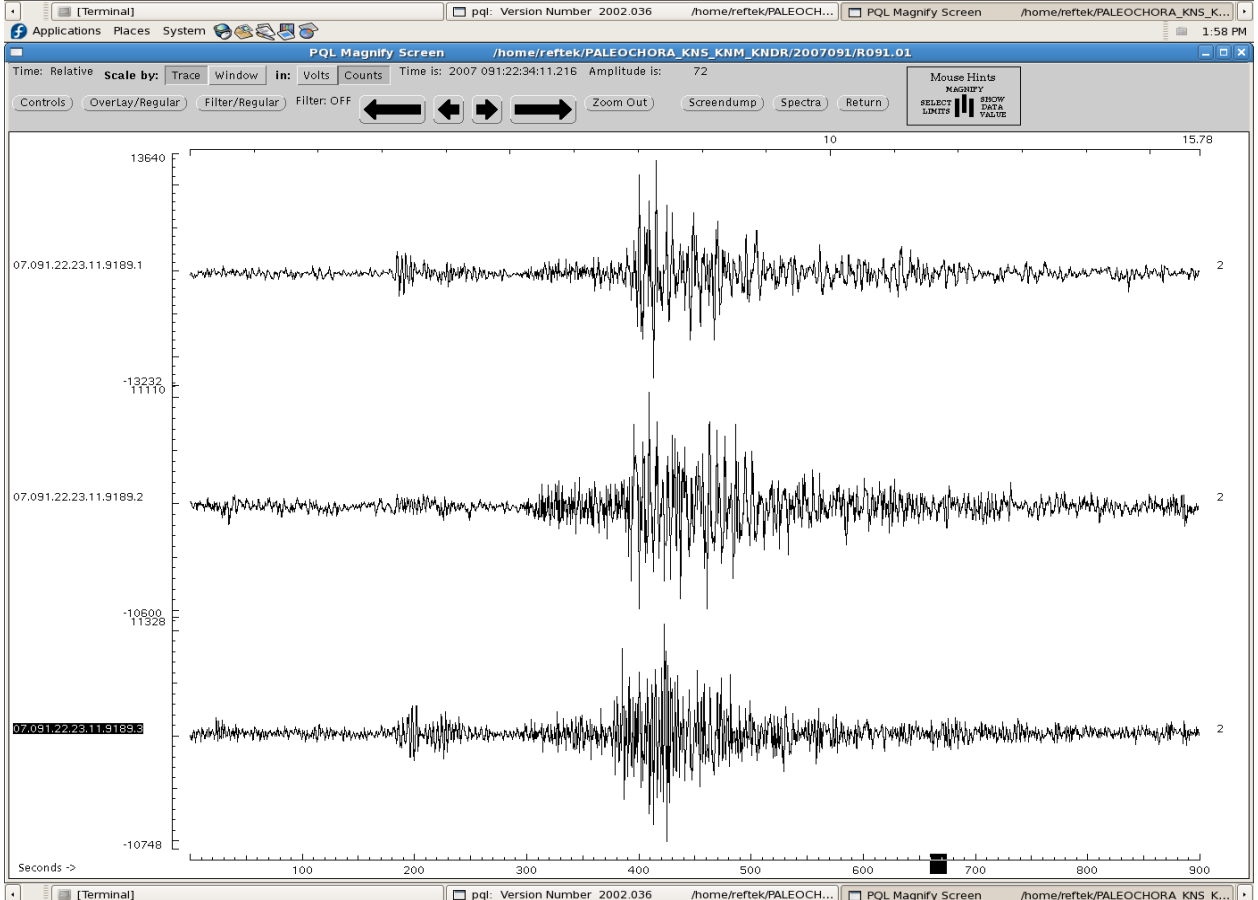 [Terminal] pql: Version Number 2002.036 /home/reftek/PALEOCH... PQL Magnify Screen /home/reftek/PALEOCHORA_KNS_K...
Applications Places System 1:58 PM
PQL Magnify Screen /home/reftek/PALEOCHORA_KNS_KNM_KNDR/2007091/R091.01
Time: Relative Scale by: Trace Window in: Volts Counts Time is: 2007 091:22:34:11.216 Amplitude is: 72
Mouse Hints
MAGNIFY
SELECT LIMITS
SHOW DATA VALUE
Controls OverLay/Regular Filter/Regular Filter: OFF Zoom Out Screendump Spectra Return
10 15.78
13640
07.091.22.23.11.9189.1 2
-13232
11110
07.091.22.23.11.9189.2 2
-10600
11328
07.091.22.23.11.9189.3 2
-10748
Seconds -> 100 200 300 400 500 600 700 800 900
[Terminal] pql: Version Number 2002.036 /home/reftek/PALEOCH... PQL Magnify Screen /home/reftek/PALEOCHORA_KNS_K...